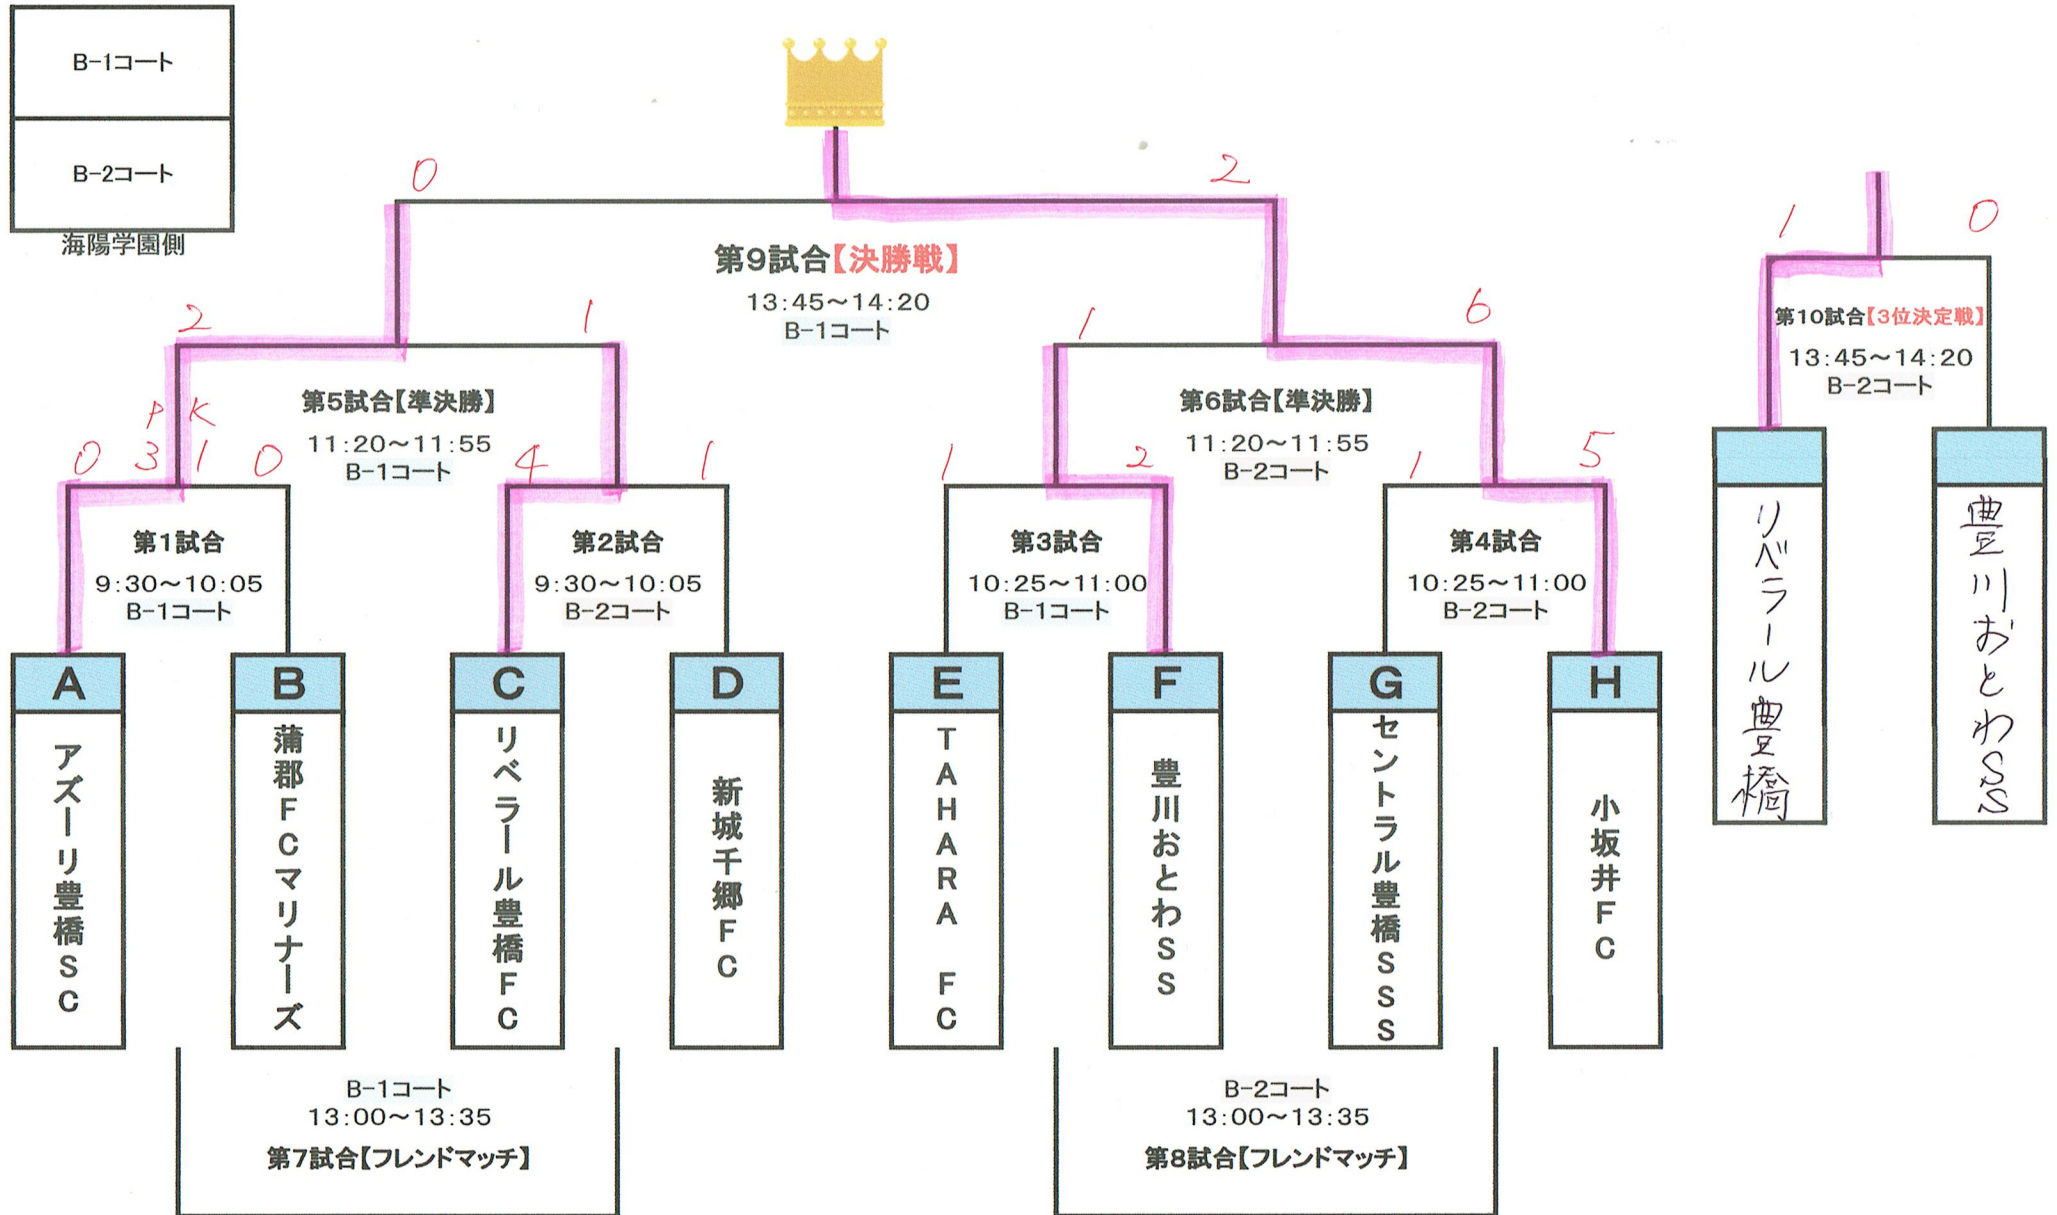 B-1コート
B-2コート
海陽学園側
0
2
第9試合【決勝戦】
13:45～14:20
B-1コート
1
0
第10試合【3位決定戦】
13:45～14:20
B-2コート
リベラール豊橋
豊川おとわSS
2
1
第5試合【準決勝】
11:20～11:55
B-1コート
1
6
第6試合【準決勝】
11:20～11:55
B-2コート
PK
0 3 1 0
第1試合
9:30～10:05
B-1コート
4
1
第2試合
9:30～10:05
B-2コート
1
2
第3試合
10:25～11:00
B-1コート
1
5
第4試合
10:25～11:00
B-2コート
A
アズーリ豊橋SC
B
蒲郡FCマリナーズ
C
リベラール豊橋FC
D
新城千郷FC
E
TAHARA FC
F
豊川おとわSS
G
セントラル豊橋SSS
H
小坂井FC
B-1コート
13:00～13:35
第7試合【フレンドマッチ】
B-2コート
13:00～13:35
第8試合【フレンドマッチ】